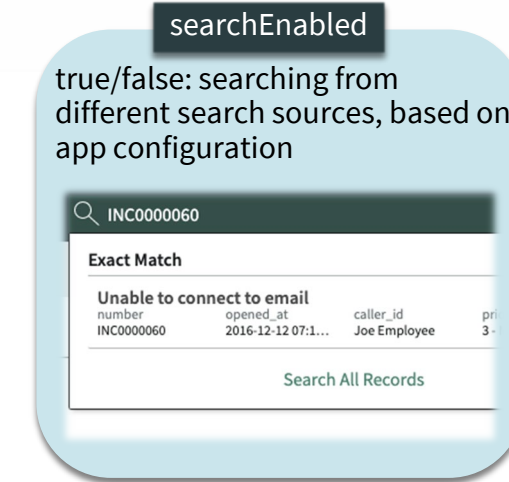 searchEnabled
true/false: searching from
different search sources, based on
app configuration
INC0000060
Exact Match
Unable to connect to email
number opened_at caller_id
INC0000060 2016-12-12 07:1... Joe Employee 3 -
Search All Records